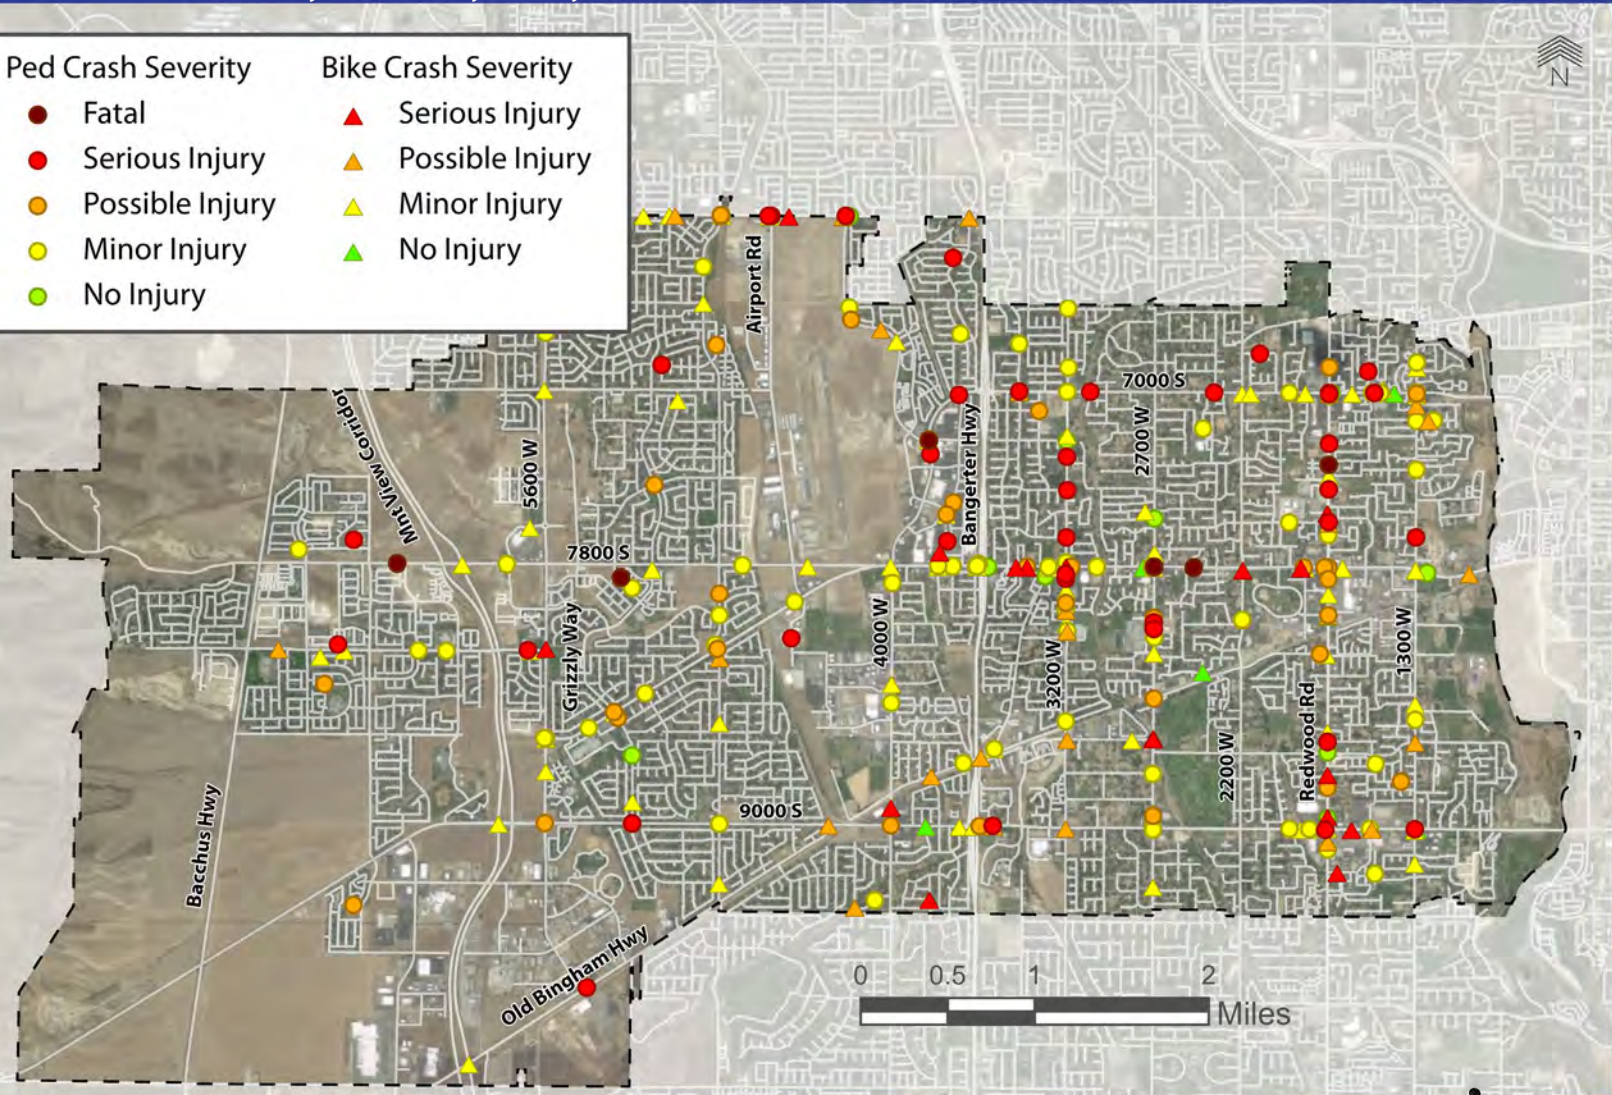 Ped Crash Severity
Bike Crash Severity
Fatal
Serious Injury
Possible Injury
Minor Injury
No Injury
Serious Injury
Possible Injury
Minor Injury
No Injury
N
Airport Rd
Mnt View Corridor
5600 W
7800 S
Bangerter Hwy
7000 S
2700 W
Grizzly Way
4000 W
3200 W
1300 W
Redwood Rd
2200 W
Bacchus Hwy
9000 S
Old Bingham Hwy
0 0.5 1 2
Miles